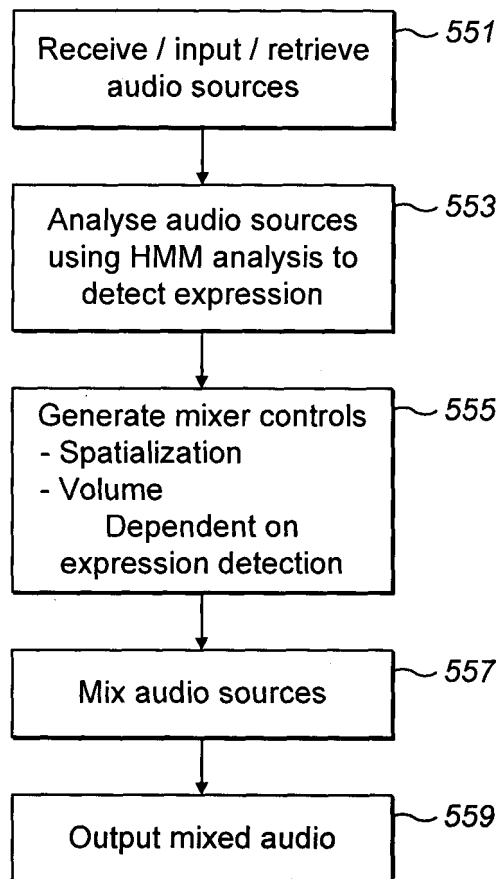 Receive / input / retrieve
audio sources
551
Analyse audio sources
using HMM analysis to
detect expression
553
Generate mixer controls
- Spatialization
- Volume
Dependent on
expression detection
555
Mix audio sources
557
Output mixed audio
559